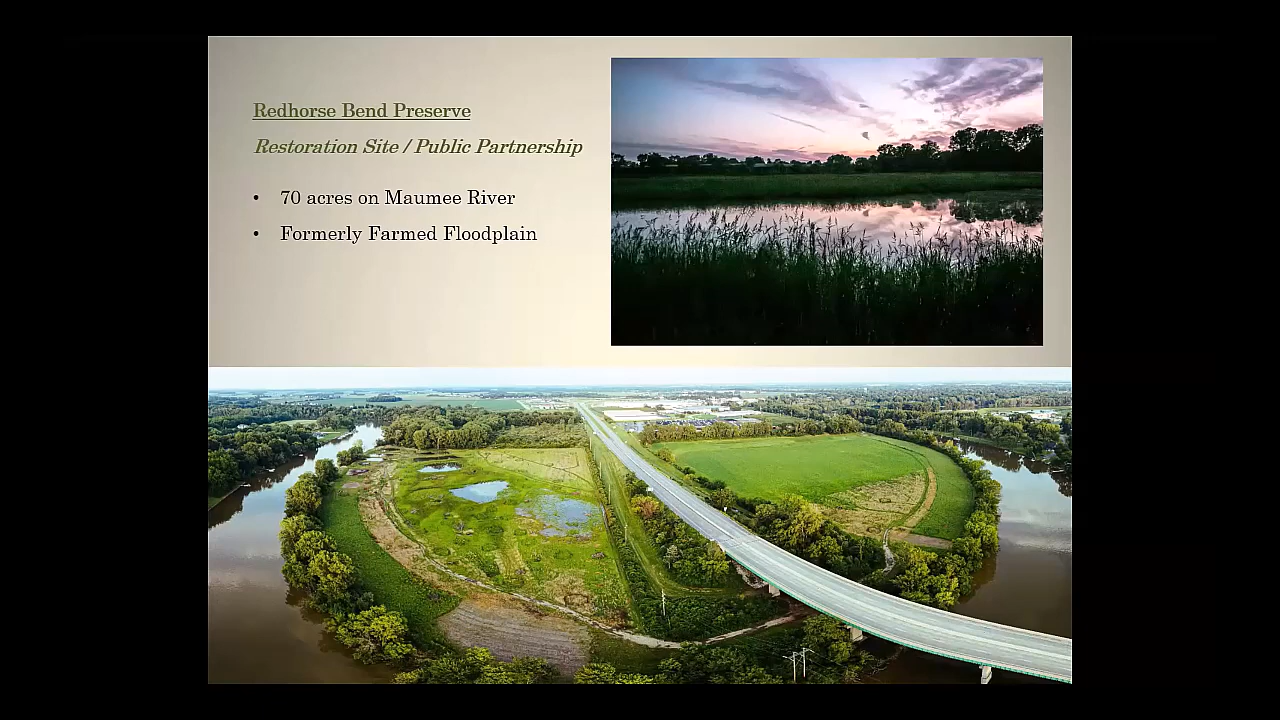 Redhorse Bend Preserve
Restoration Site / Public Partnership
• 70 acres on Maumee River
• Formerly Farmed Floodplain